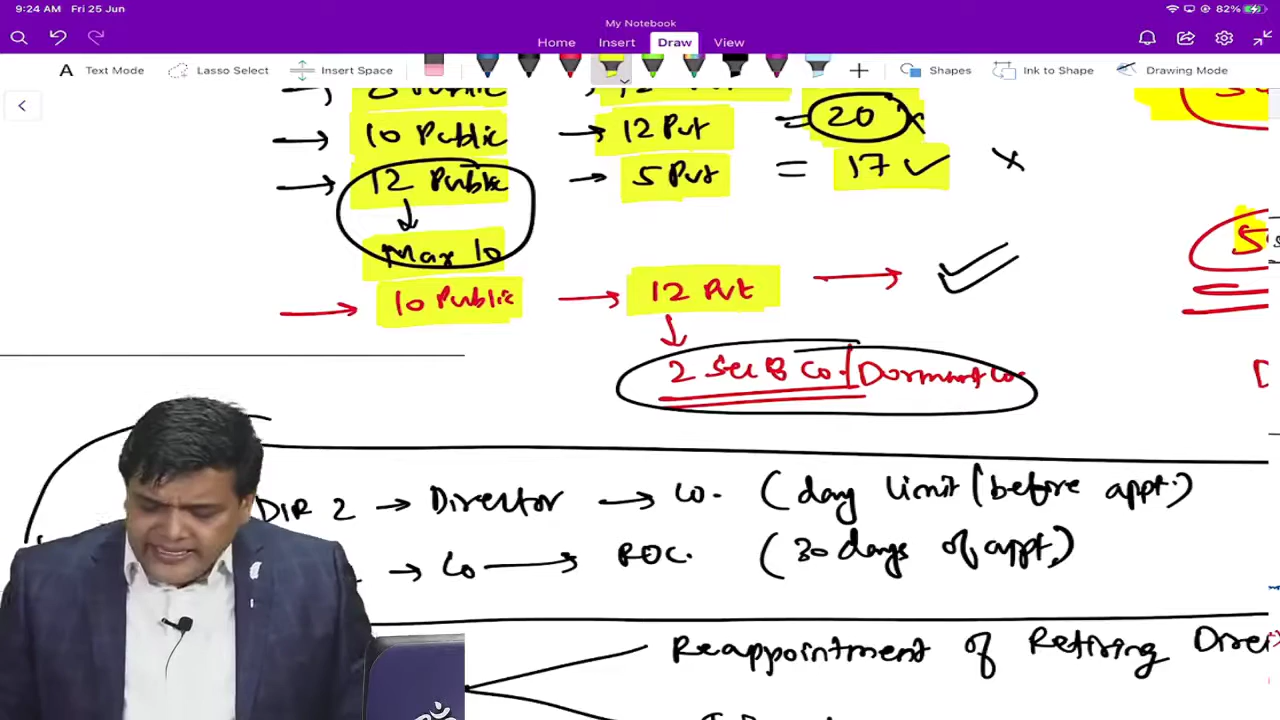 9:24 AM Fri 25 Jun
82%
My Notebook
Home Insert Draw View
A Text Mode Lasso Select Insert Space Shapes Ink to Shape Drawing Mode
10 Public → 12 Pvt = 20 x
→ 12 Public → 5 Pvt = 17 ✓ x
Max 10
→ 10 Public → 12 Pvt →
2 Sec 8 Co. / Dormant Co.
DIR 2 → Director → Co. (day limit (before appt.)
→ Co → ROC. (30 days of appt.)
Reappointment of Retiring